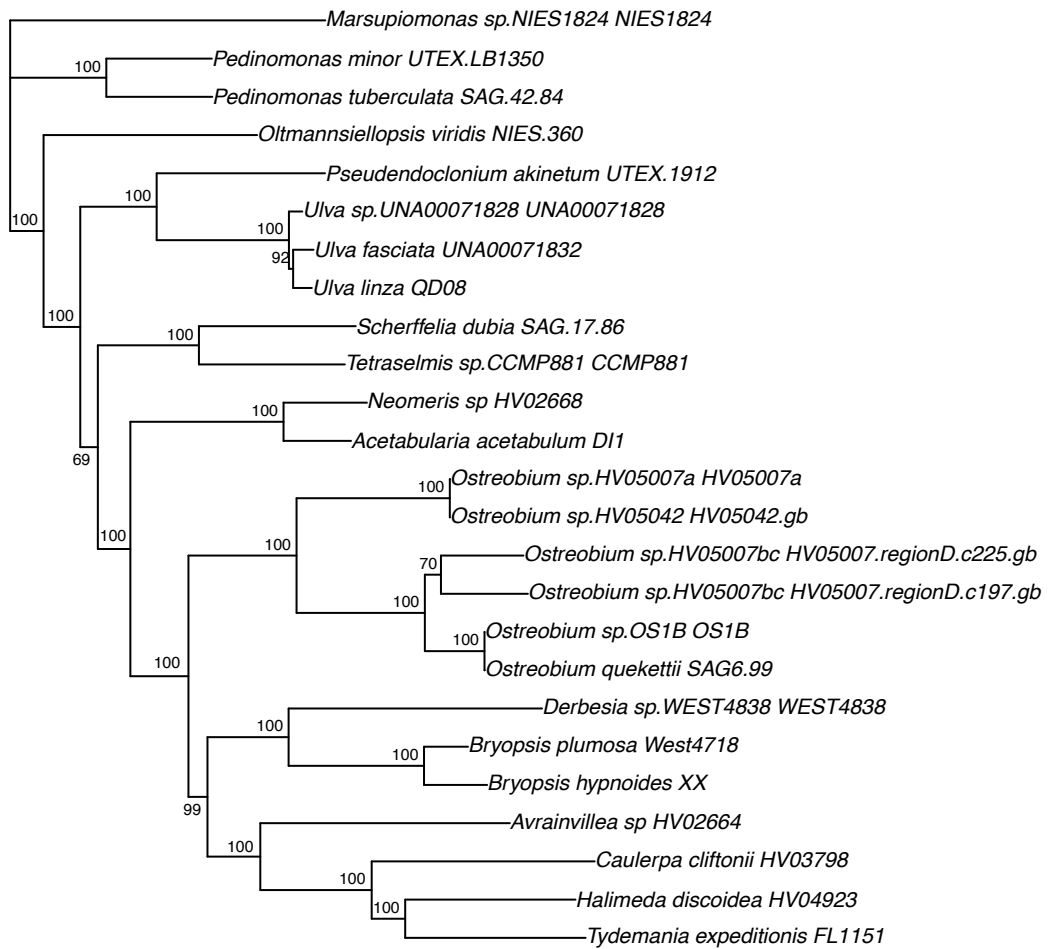 Marsupiomonas sp.NIES1824 NIES1824
100
Pedinomonas minor UTEX.LB1350
Pedinomonas tuberculata SAG.42.84
Oltmannsiellopsis viridis NIES.360
Pseudendoclonium akinetum UTEX.1912
100
Ulva sp.UNA00071828 UNA00071828
100
100
Ulva fasciata UNA00071832
92
Ulva linza QD08
100
Scherffelia dubia SAG.17.86
100
Tetraselmis sp.CCMP881 CCMP881
Neomeris sp HV02668
100
Acetabularia acetabulum DI1
69
Ostreobium sp.HV05007a HV05007a
100
Ostreobium sp.HV05042 HV05042.gb
100
100
Ostreobium sp.HV05007bc HV05007.regionD.c225.gb
70
Ostreobium sp.HV05007bc HV05007.regionD.c197.gb
100
Ostreobium sp.OS1B OS1B
100
Ostreobium quekettii SAG6.99
100
Derbesia sp.WEST4838 WEST4838
100
Bryopsis plumosa West4718
100
Bryopsis hypnoides XX
99
Avrainvillea sp HV02664
100
Caulerpa cliftonii HV03798
100
Halimeda discoidea HV04923
100
Tydemania expeditionis FL1151